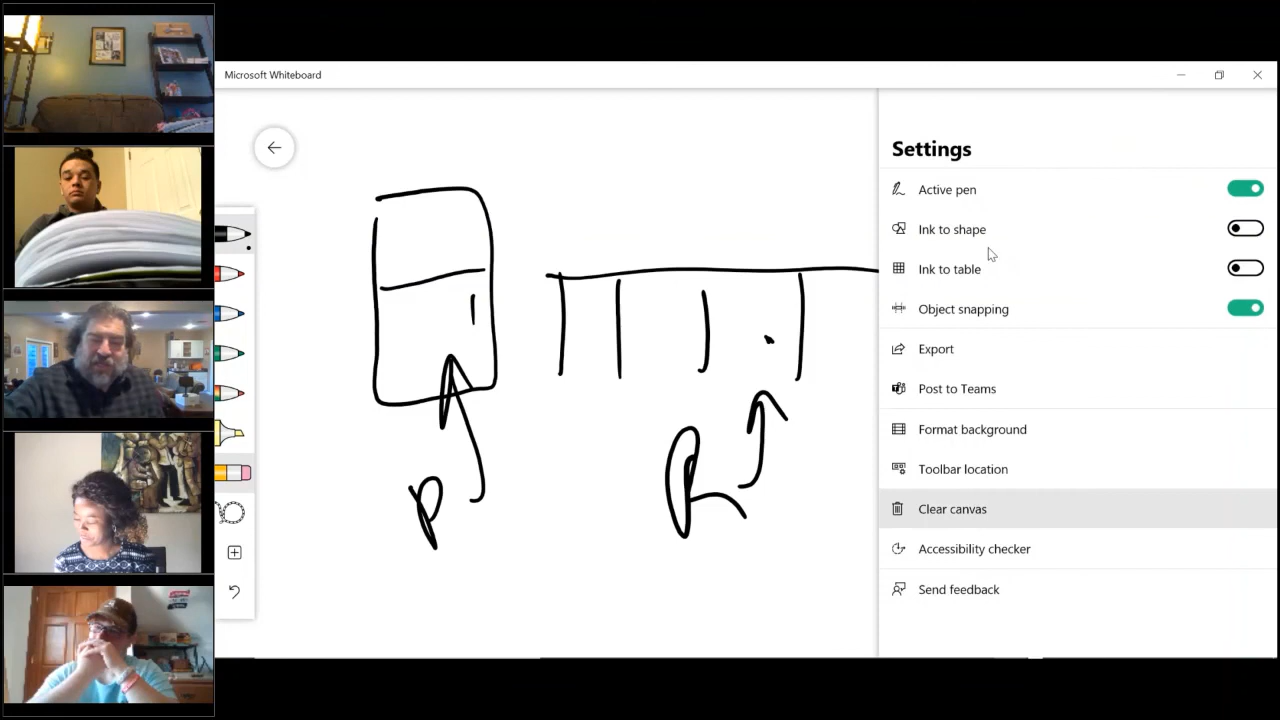 Microsoft Whiteboard
Settings
Active pen
Ink to shape
Ink to table
Object snapping
Export
Post to Teams
Format background
Toolbar location
Clear canvas
Accessibility checker
Send feedback
P
R